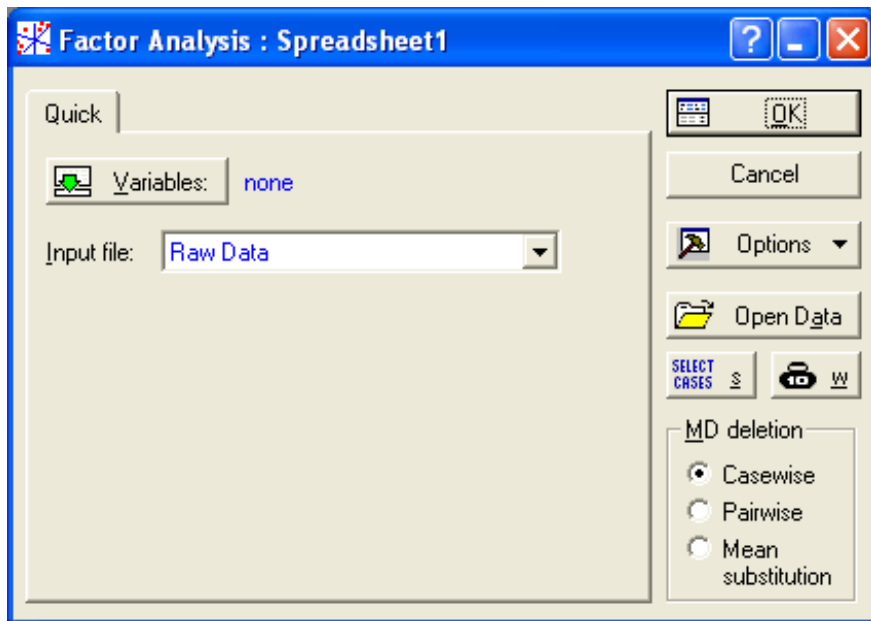 Factor Analysis : Spreadsheet1
?
Quick
Variables: none
Input file: Raw Data
OK
Cancel
Options
Open Data
SELECT CASES S
10 W
MD deletion
Casewise
Pairwise
Mean
substitution